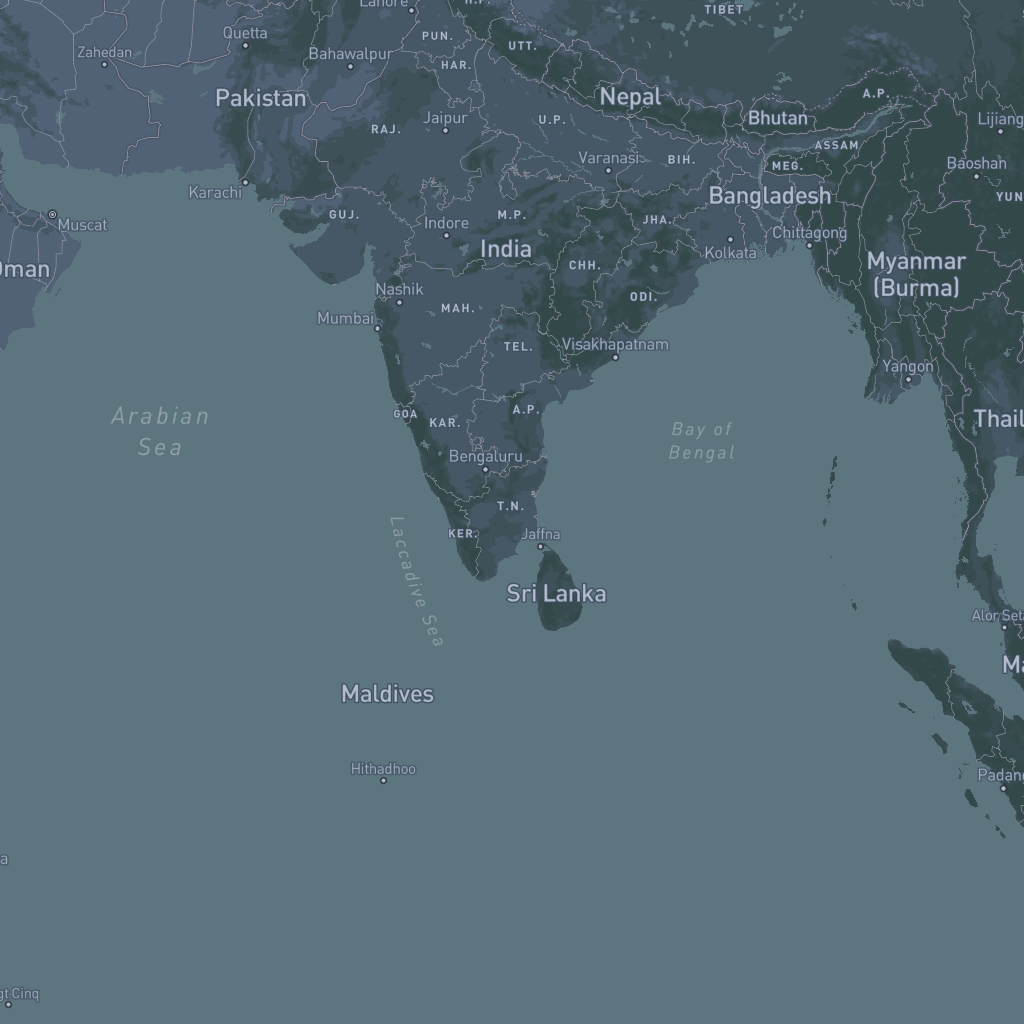 Lahore
H.P.
TIBET
Quetta
PUN.
UTT.
Zahedan
Bahawalpur
HAR.
Pakistan
Nepal
A.P.
Jaipur
U.P.
Bhutan
Lijiang
RAJ.
ASSAM
Varanasi
BIH.
MEG.
Baoshan
Karachi
Bangladesh
YUN
GUJ.
M.P.
JHA.
Muscat
Indore
Chittagong
India
Kolkata
Oman
CHH.
Myanmar
(Burma)
Nashik
ODI.
MAH.
Mumbai
TEL.
Visakhapatnam
Yangon
Arabian
Sea
GOA
A.P.
KAR.
Bay of
Bengal
Thail
Bengaluru
T.N.
KER.
Jaffna
Laccadive Sea
Sri Lanka
Alor Seta
Ma
Maldives
Hithadhoo
Padang
a
gt Cinq